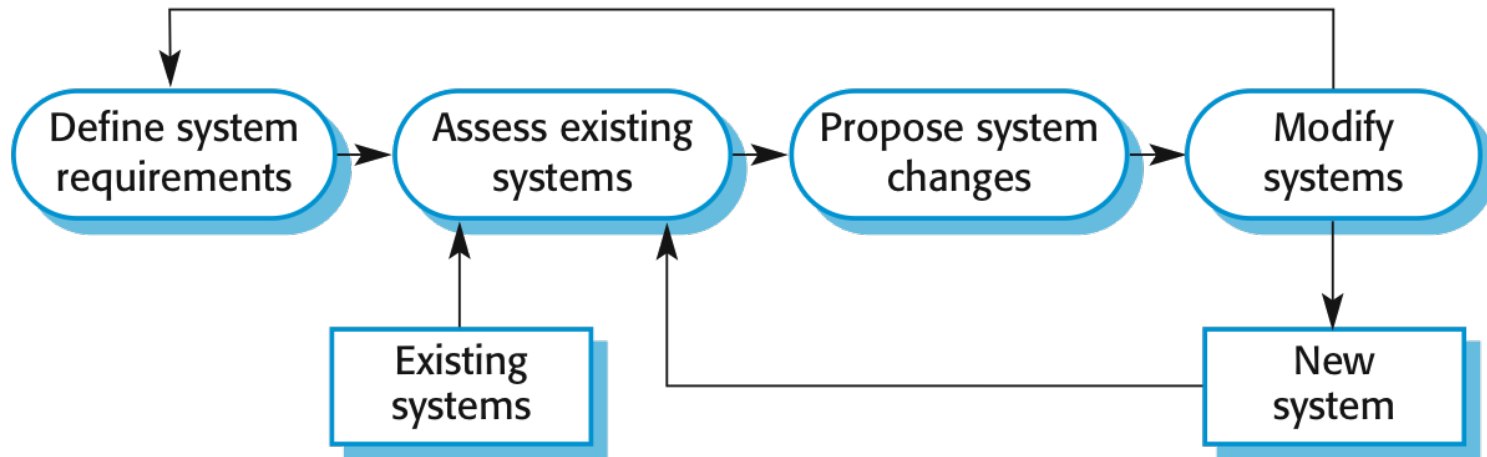 Define system
requirements
Assess existing
systems
Propose system
changes
Modify
systems
Existing
systems
New
system